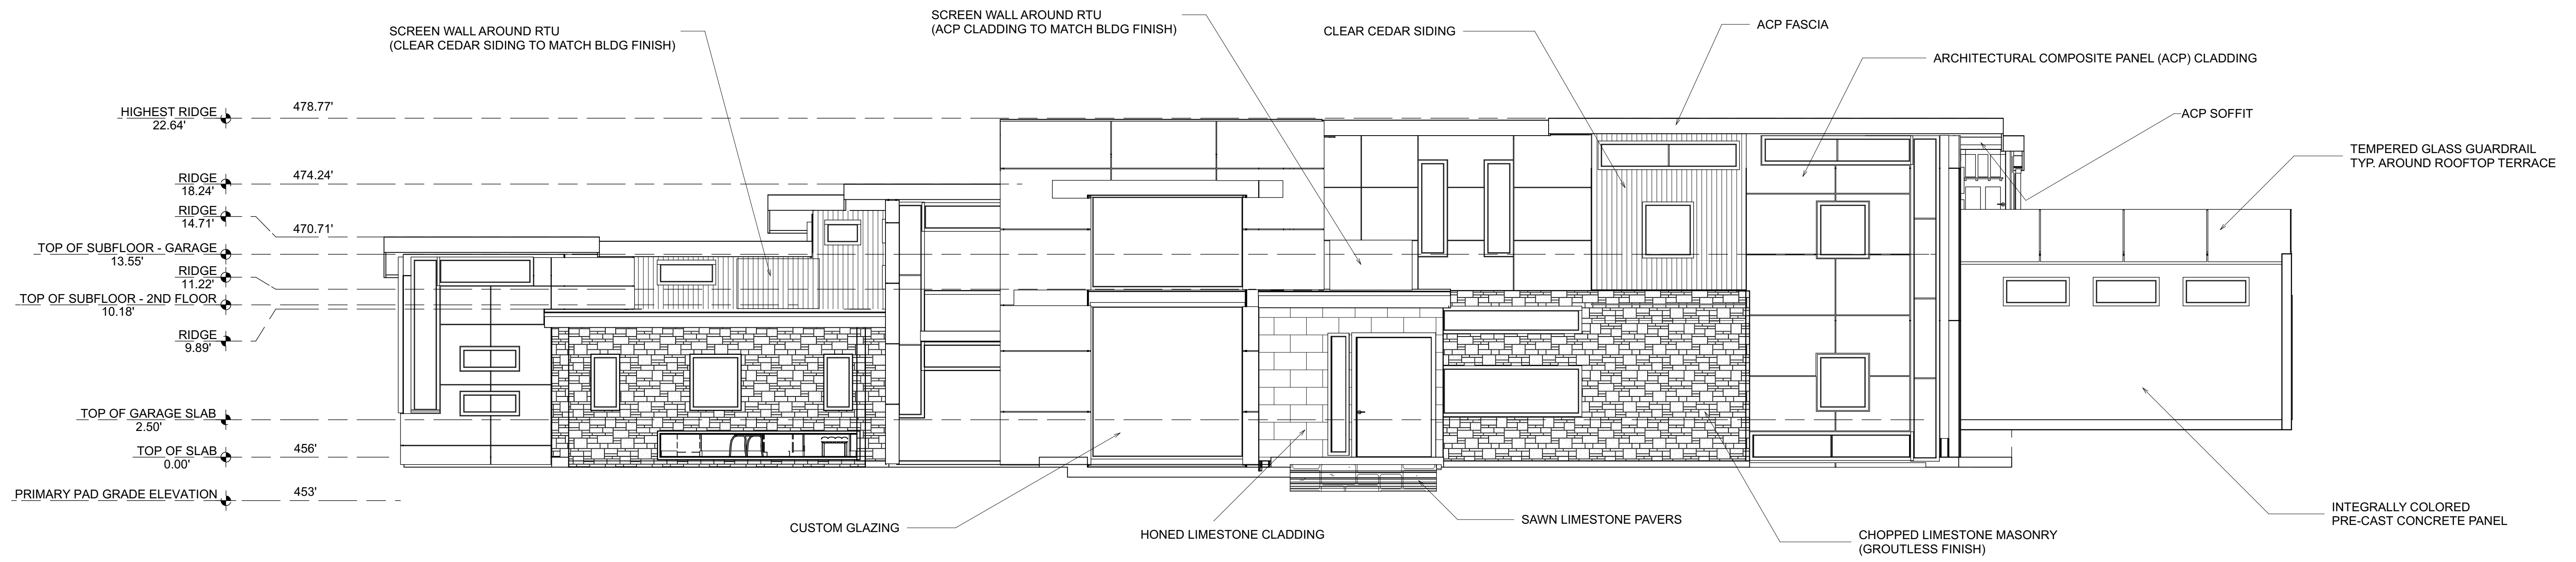 SCREEN WALL AROUND RTU
(CLEAR CEDAR SIDING TO MATCH BLDG FINISH)
SCREEN WALL AROUND RTU
(ACP CLADDING TO MATCH BLDG FINISH)
CLEAR CEDAR SIDING
ACP FASCIA
ARCHITECTURAL COMPOSITE PANEL (ACP) CLADDING
ACP SOFFIT
TEMPERED GLASS GUARDRAIL
TYP. AROUND ROOFTOP TERRACE
HIGHEST RIDGE
22.64'
478.77'
RIDGE
18.24'
474.24'
RIDGE
14.71'
470.71'
TOP OF SUBFLOOR - GARAGE
13.55'
RIDGE
11.22'
TOP OF SUBFLOOR - 2ND FLOOR
10.18'
RIDGE
9.89'
TOP OF GARAGE SLAB
2.50'
TOP OF SLAB
0.00'
456'
PRIMARY PAD GRADE ELEVATION
453'
CUSTOM GLAZING
HONED LIMESTONE CLADDING
SAWN LIMESTONE PAVERS
CHOPPED LIMESTONE MASONRY
(GROUTLESS FINISH)
INTEGRALLY COLORED
PRE-CAST CONCRETE PANEL